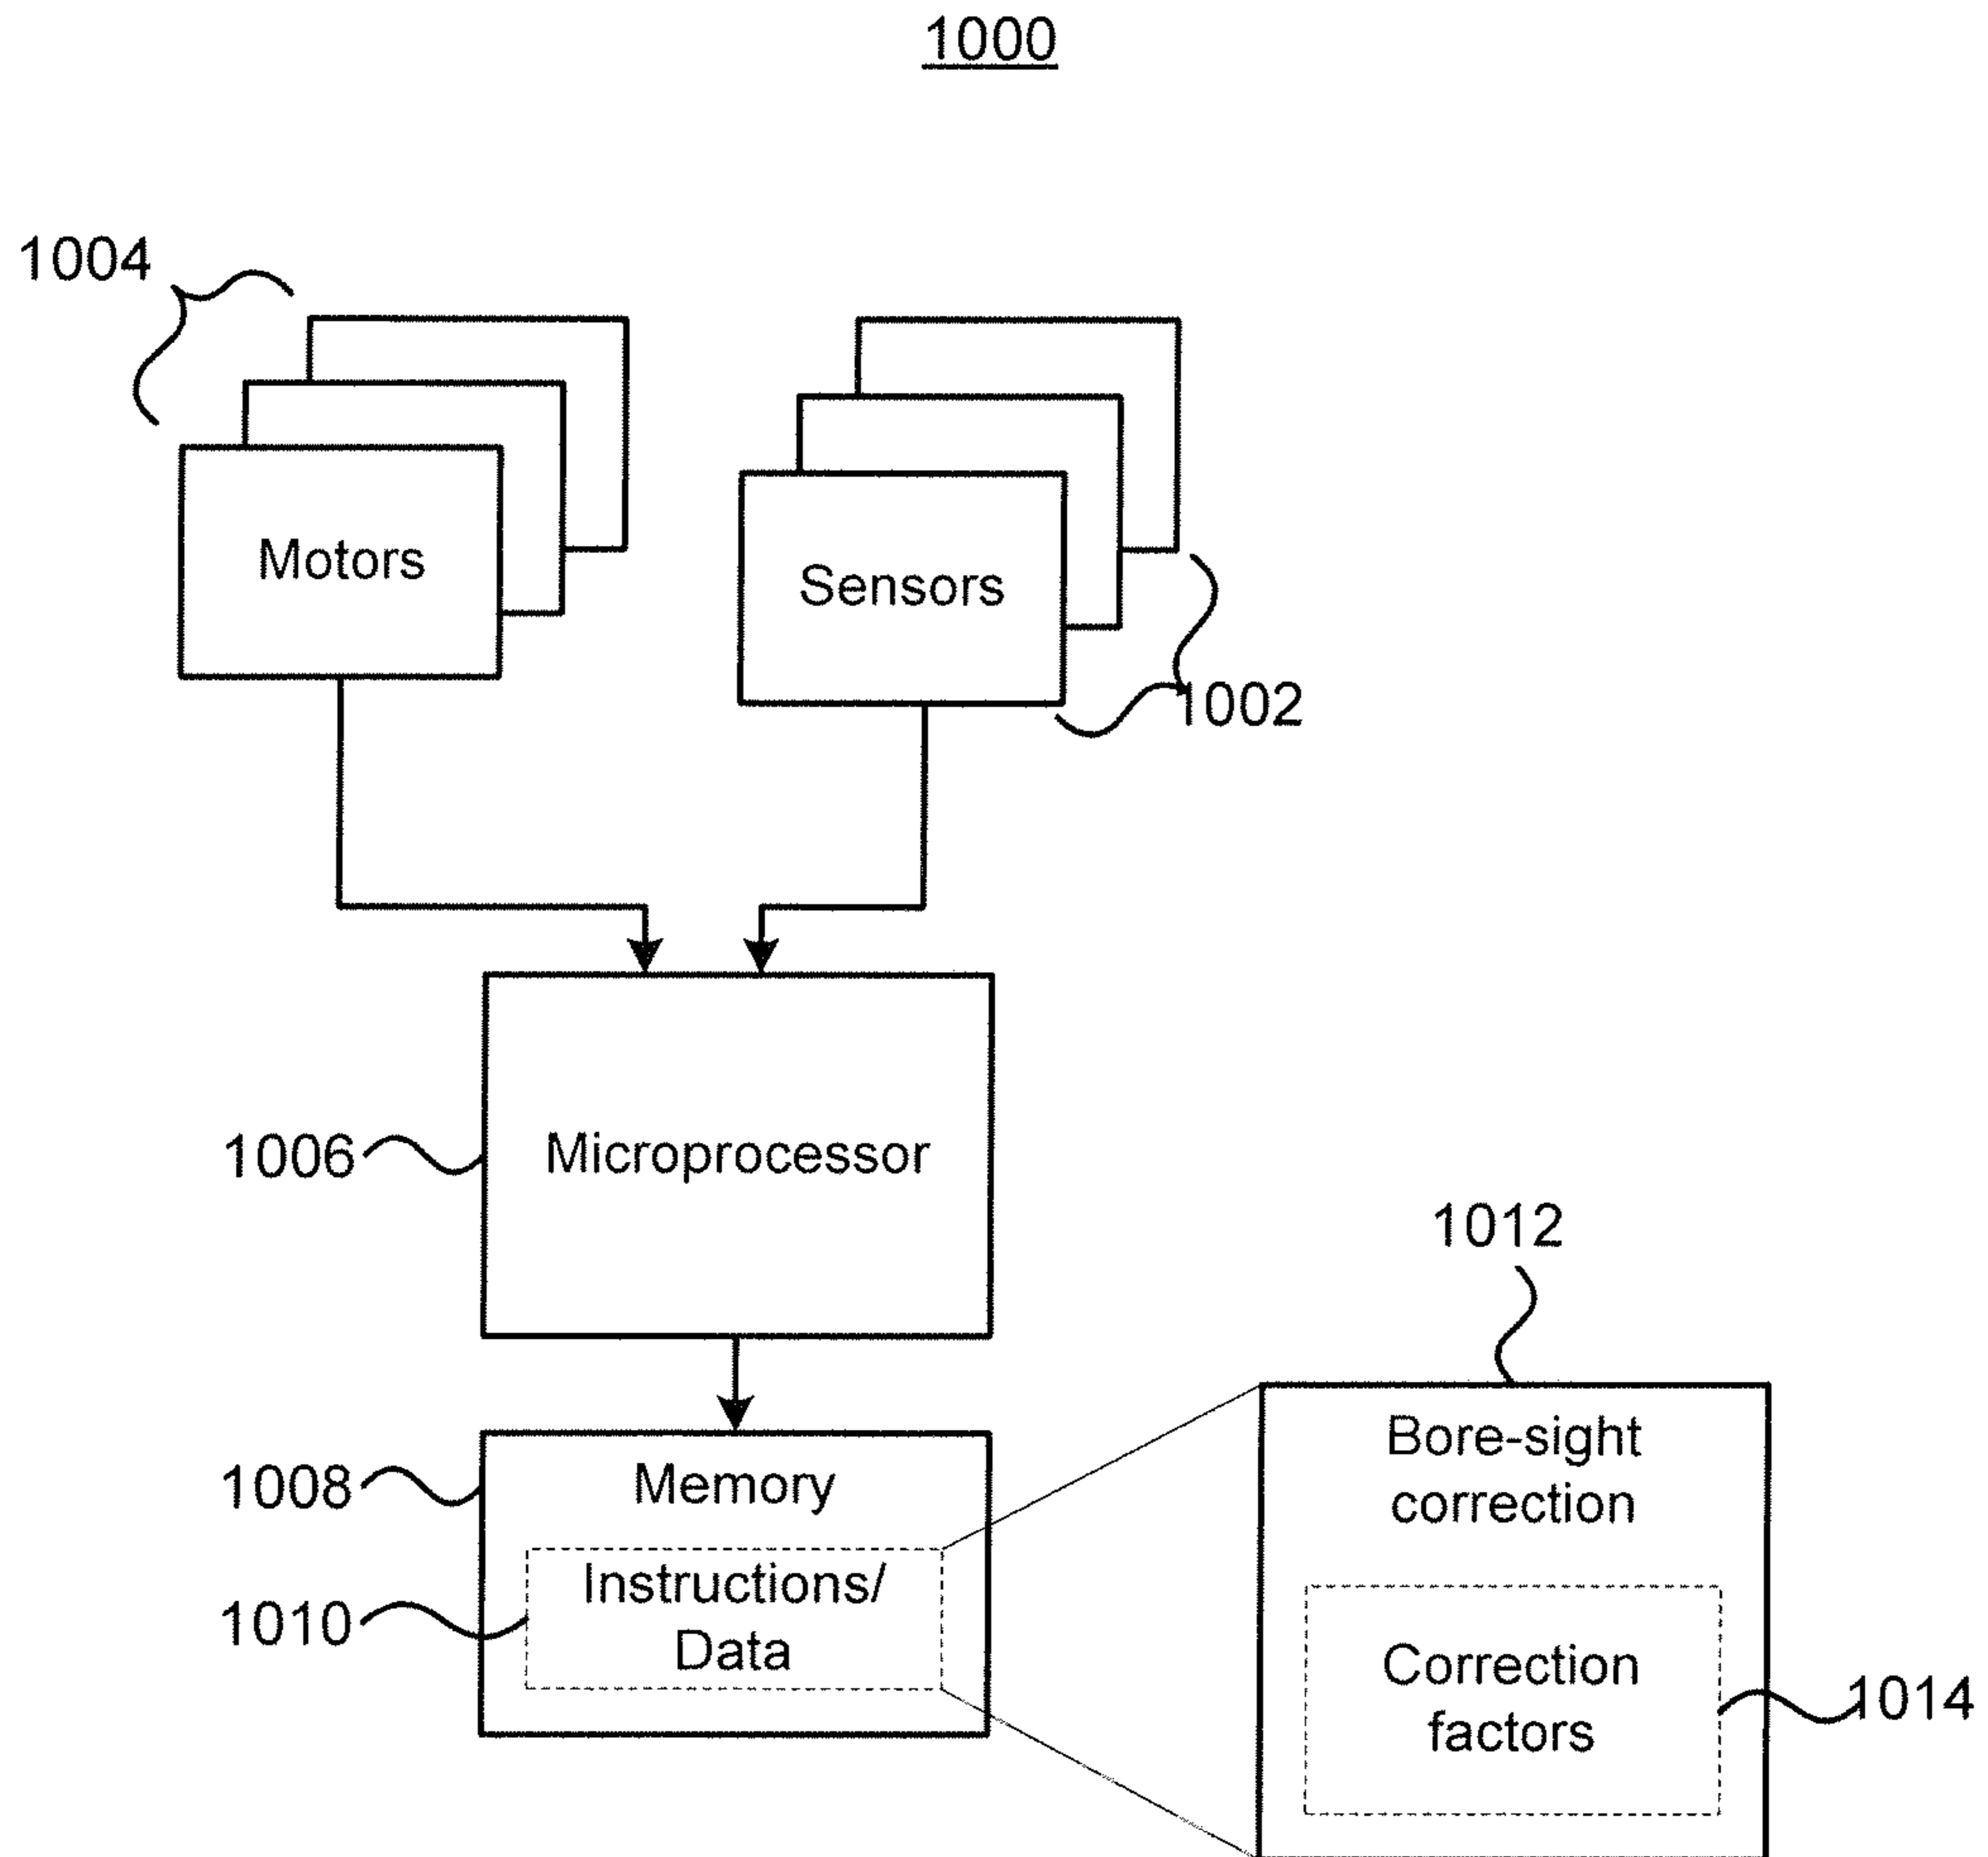 1000
1004
Motors
Sensors
1002
1006
Microprocessor
1012
1008
Memory
Bore-sight
correction
1010
Instructions/
Data
Correction
factors
1014